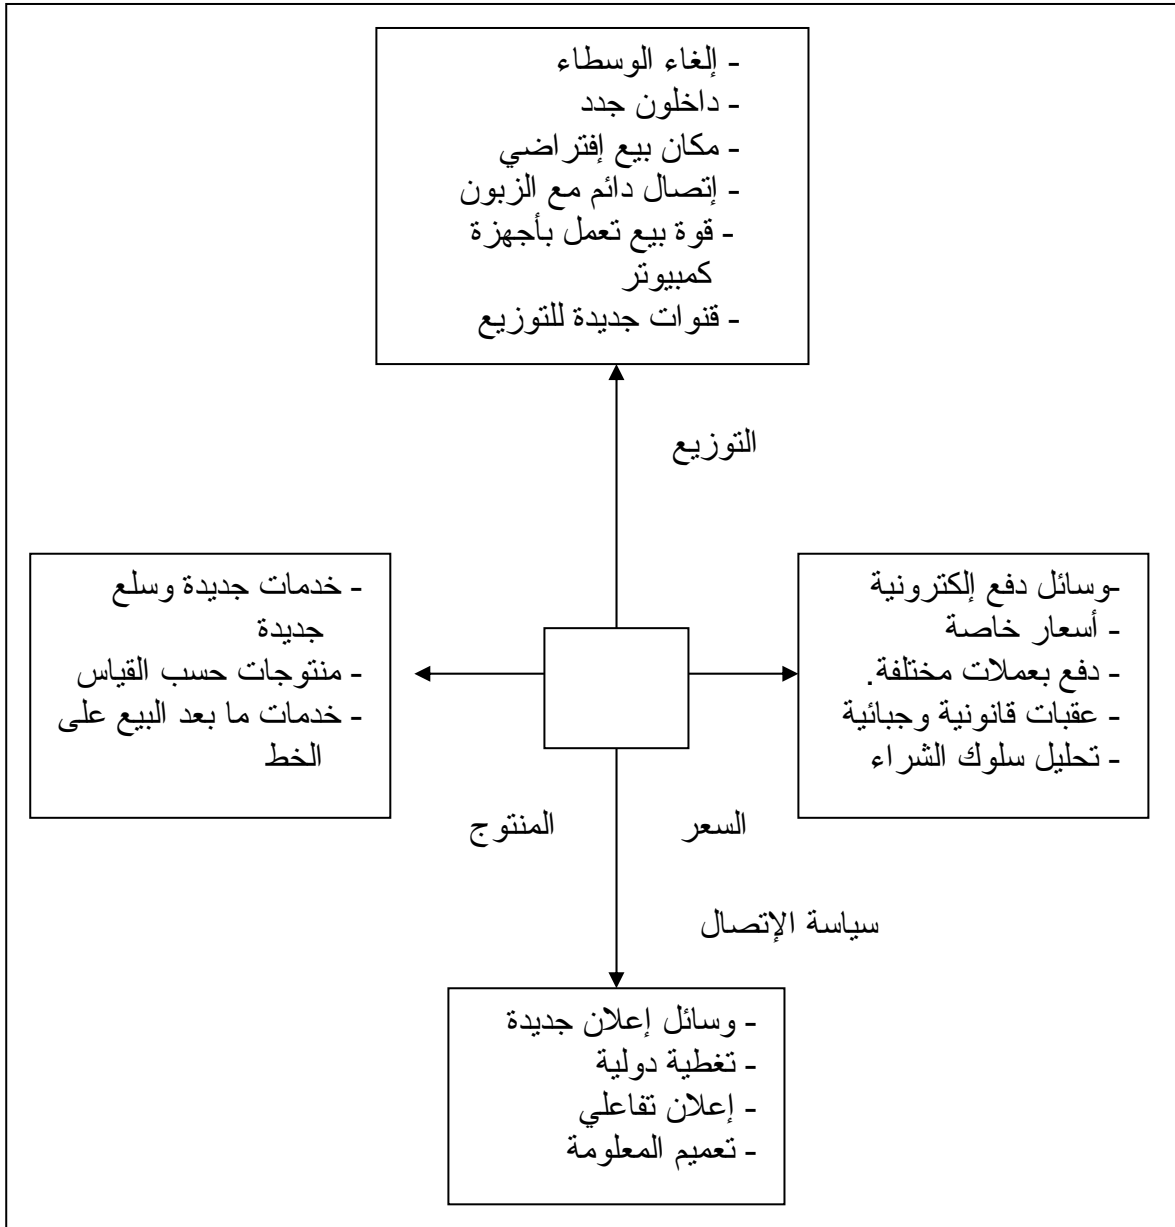 - إلغاء الوسطاء
- داخلون جدد
- مكان بيع إفتراضي
- إتصال دائم مع الزبون
- قوة بيع تعمل بأجهزة
كمبيوتر
- قنوات جديدة للتوزيع
التوزيع
-وسائل دفع إلكترونية
- أسعار خاصة
- دفع بعملات مختلفة.
- عقبات قانونية وجبائية
- تحليل سلوك الشراء
- خدمات جديدة وسلع
جديدة
- منتوجات حسب القياس
- خدمات ما بعد البيع على
الخط
السعر
المنتوج
سياسة الإتصال
- وسائل إعلان جديدة
- تغطية دولية
- إعلان تفاعلي
- تعميم المعلومة